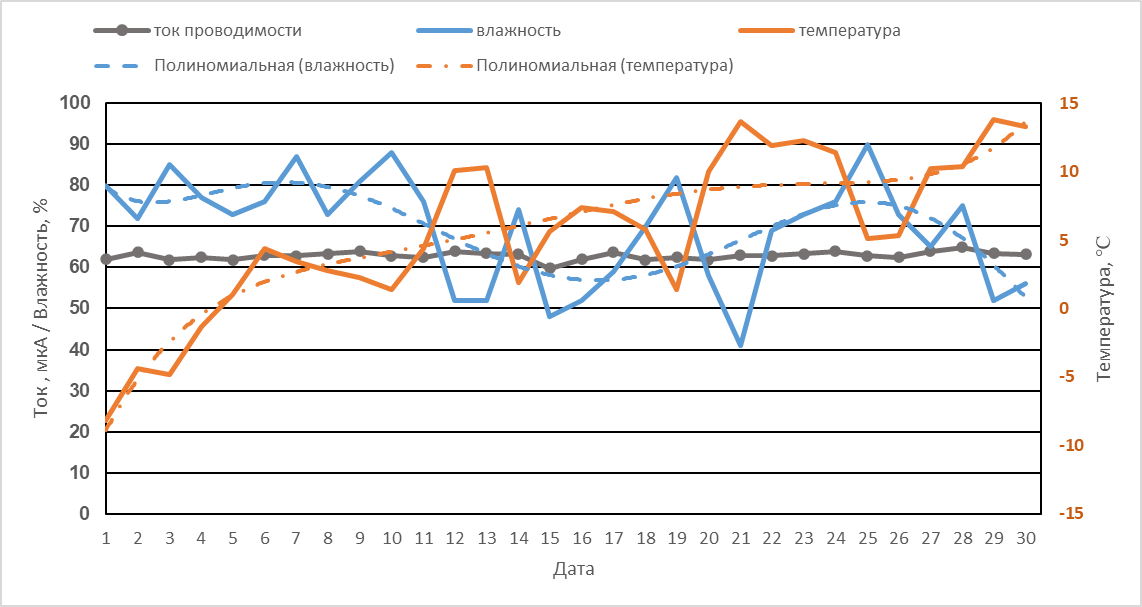 ток проводимости влажность температура
Полиномиальная (влажность) Полиномиальная (температура)
100 15
90
80 10
70
60 5
50 0
40
30 -5
20 -10
10
0 -15
Ток , мкА / Влажность, %
Температура, °C
1 2 3 4 5 6 7 8 9 10 11 12 13 14 15 16 17 18 19 20 21 22 23 24 25 26 27 28 29 30
Дата